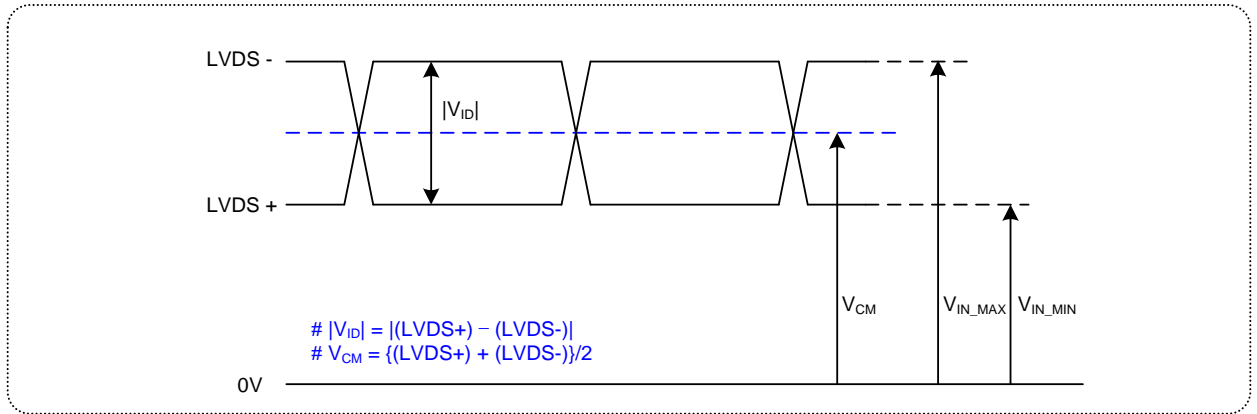 LVDS -
|VID|
LVDS +
VCM
VIN_MAX
VIN_MIN
# |VID| = |(LVDS+) − (LVDS-)|
# VCM = {(LVDS+) + (LVDS-)}/2
0V